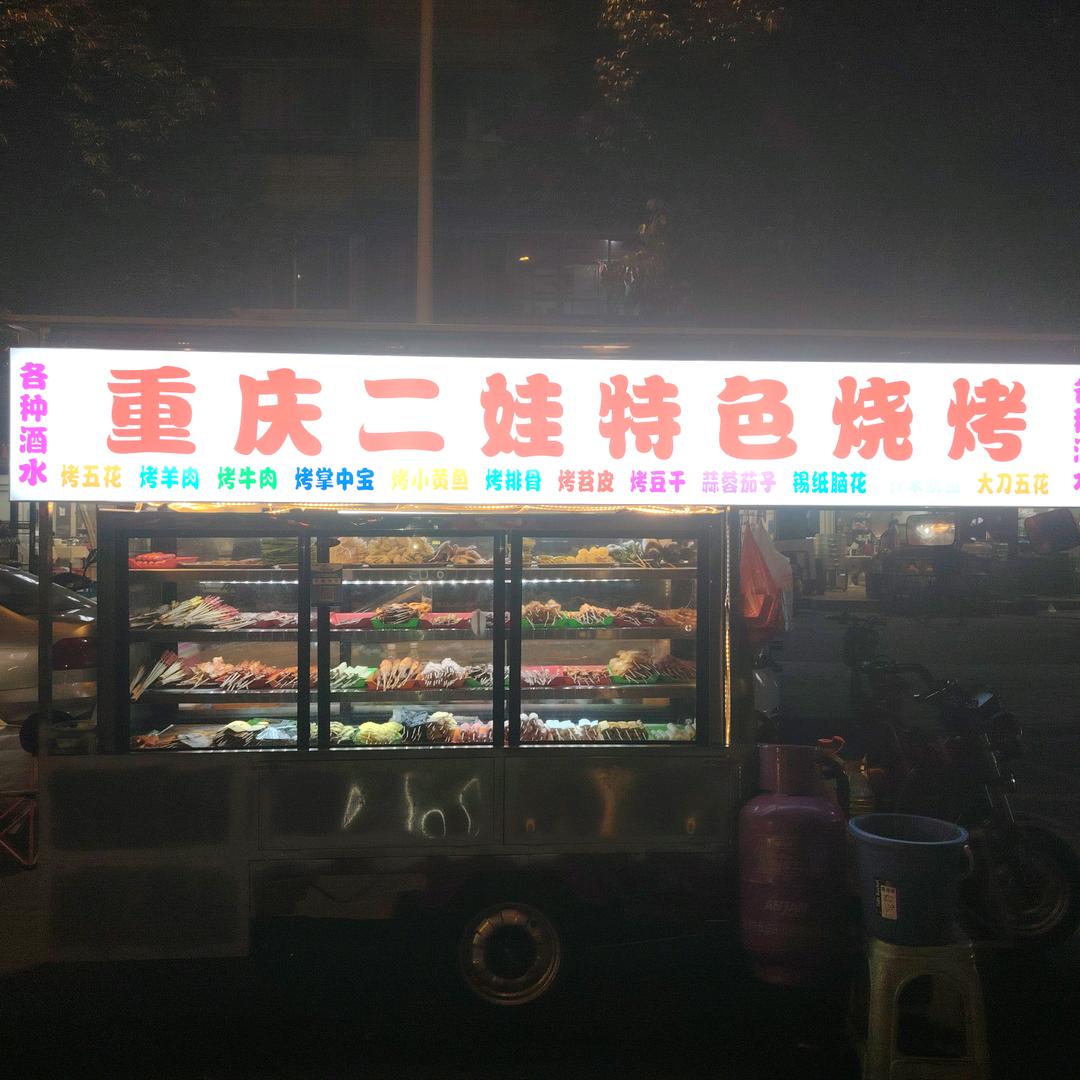 各种酒水
重庆二娃特色烧烤
烤五花 烤羊肉 烤牛肉 烤掌中宝 烤小黄鱼 烤排骨 烤苕皮 烤豆干 蒜蓉茄子 锡纸脑花 大刀五花